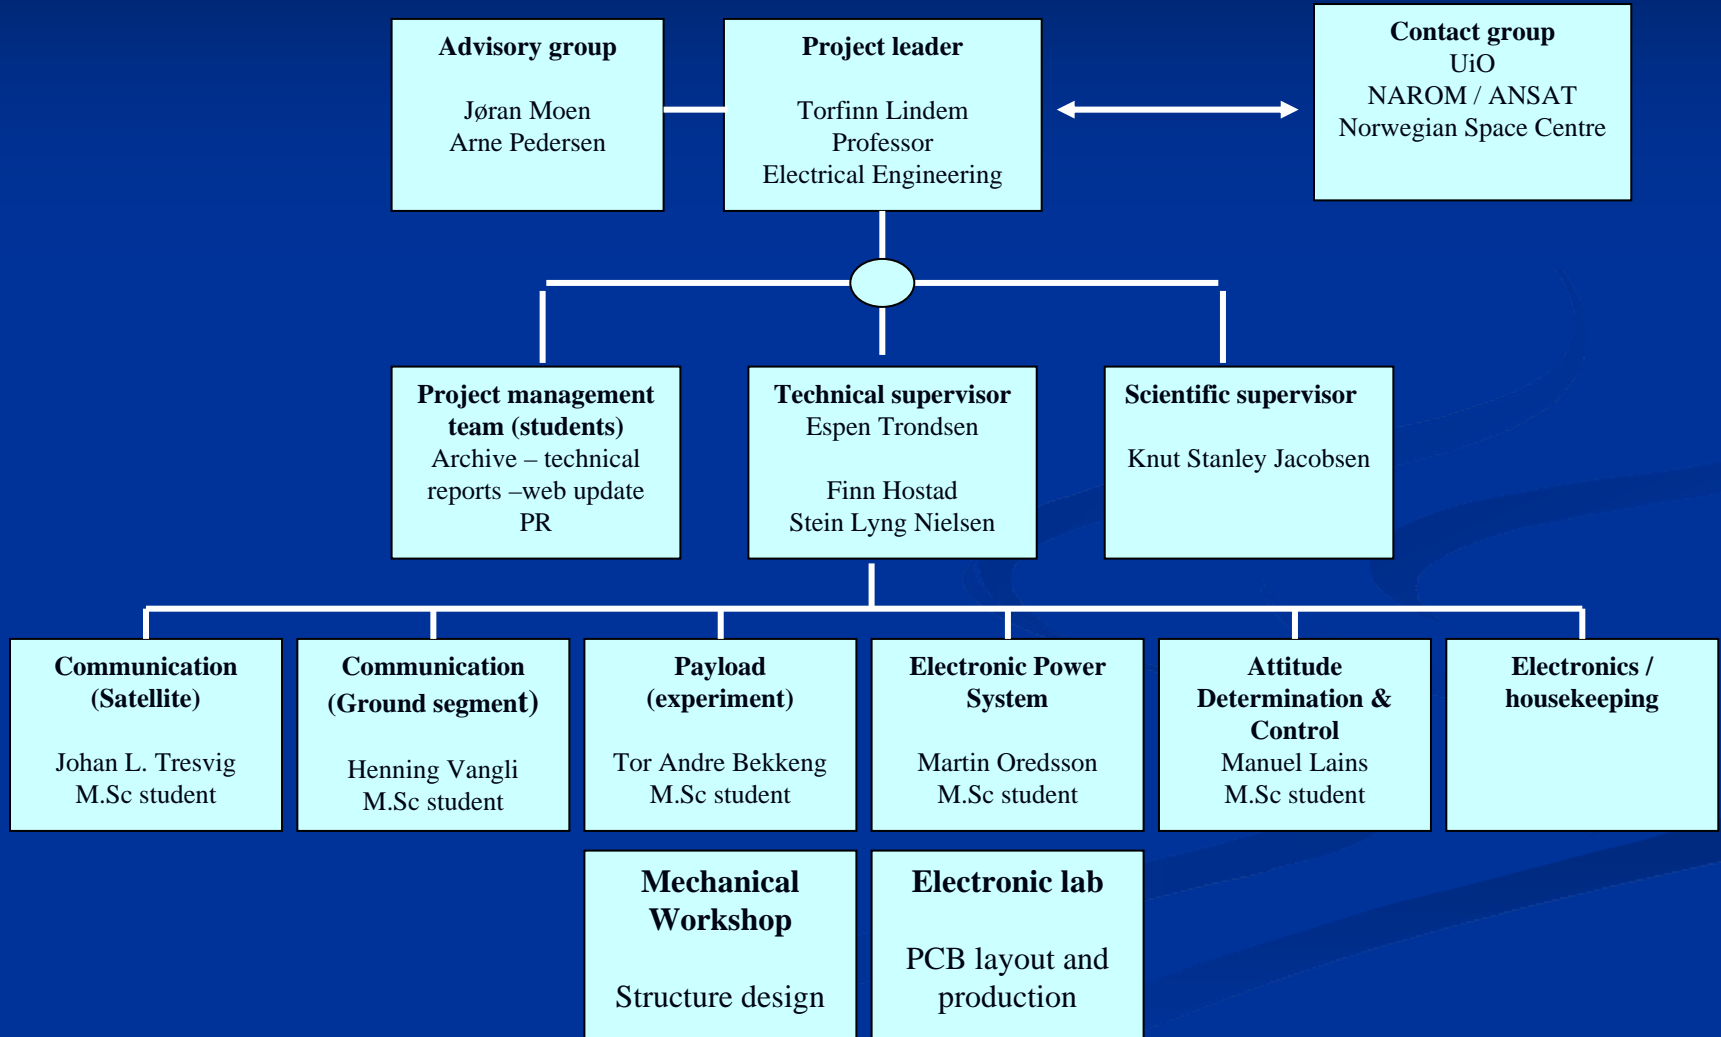 Advisory group
Jøran Moen
Arne Pedersen
Project leader
Torfinn Lindem
Professor
Electrical Engineering
Contact group
UiO
NAROM / ANSAT
Norwegian Space Centre
Project management
team (students)
Archive – technical
reports –web update
PR
Technical supervisor
Espen Trondsen
Finn Hostad
Stein Lyng Nielsen
Scientific supervisor
Knut Stanley Jacobsen
Communication
(Satellite)
Johan L. Tresvig
M.Sc student
Communication
(Ground segment)
Henning Vangli
M.Sc student
Payload
(experiment)
Tor Andre Bekkeng
M.Sc student
Electronic Power
System
Martin Oredsson
M.Sc student
Attitude
Determination &
Control
Manuel Lains
M.Sc student
Electronics /
housekeeping
Mechanical
Workshop
Structure design
Electronic lab
PCB layout and
production